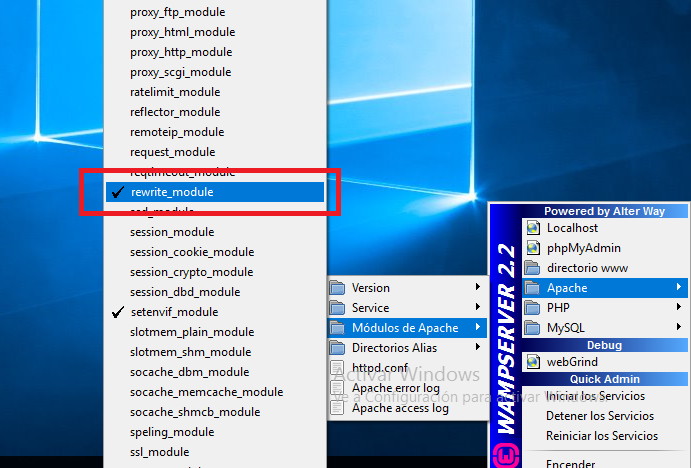 proxy_ftp_module
proxy_html_module
proxy_http_module
proxy_scgi_module
ratelimit_module
reflector_module
remoteip_module
request_module
reqtimeout_module
rewrite_module
sed_module
session_module
session_cookie_module
session_crypto_module
session_dbd_module
setenvif_module
slotmem_plain_module
slotmem_shm_module
socache_dbm_module
socache_memcache_module
socache_shmcb_module
speling_module
ssl_module
Version
Service
Módulos de Apache
Directorios Alias
httpd.conf
Apache error log
Apache access log
Activar Windows
Ve a Configuración para activar Windows.
WAMPSERVER 2.2
Powered by Alter Way
Localhost
phpMyAdmin
directorio www
Apache
PHP
MySQL
Debug
webGrind
Quick Admin
Iniciar los Servicios
Detener los Servicios
Reiniciar los Servicios
Encender